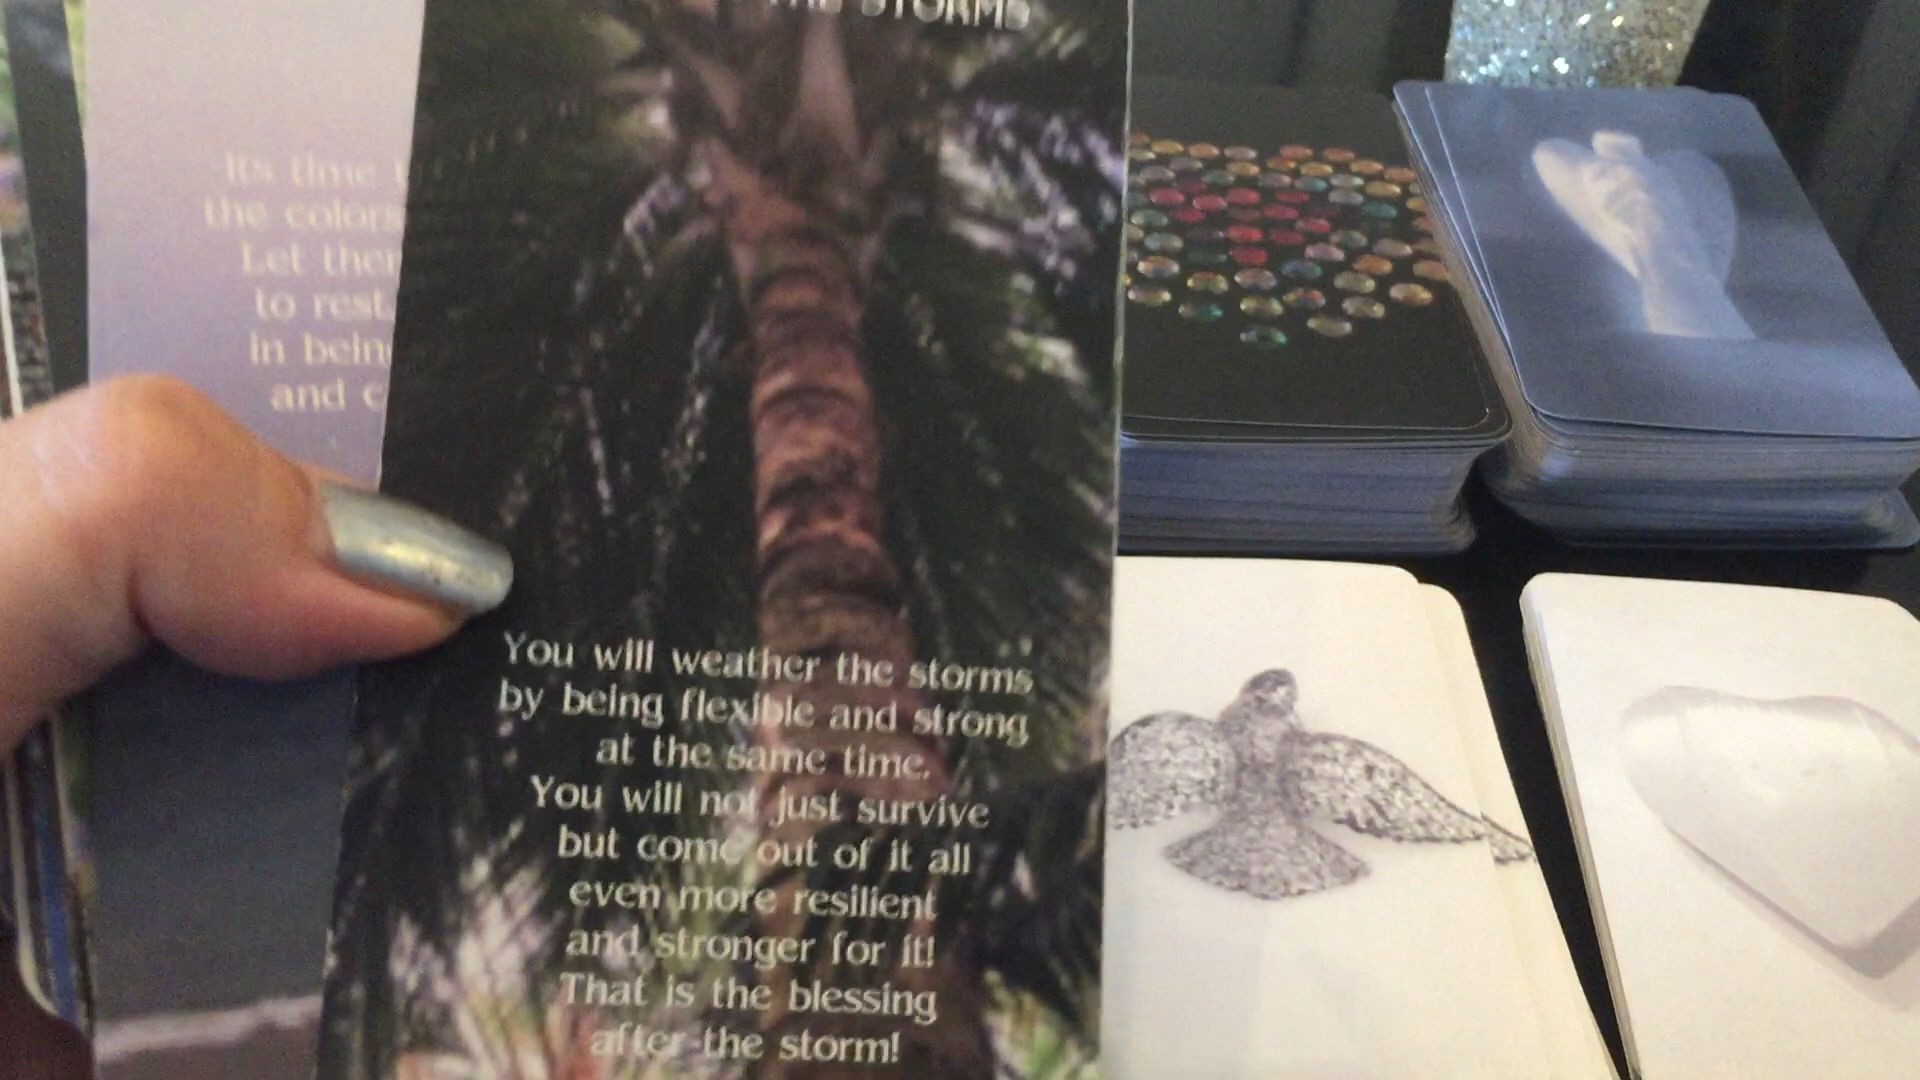 THE STORMS
It's time
the colors
Let
to rest.
in
and
You will weather the storms
by being flexible and strong
at the same time.
You will not just survive
but come out of it all
even more resilient
and stronger for it!
That is the blessing
after the storm!